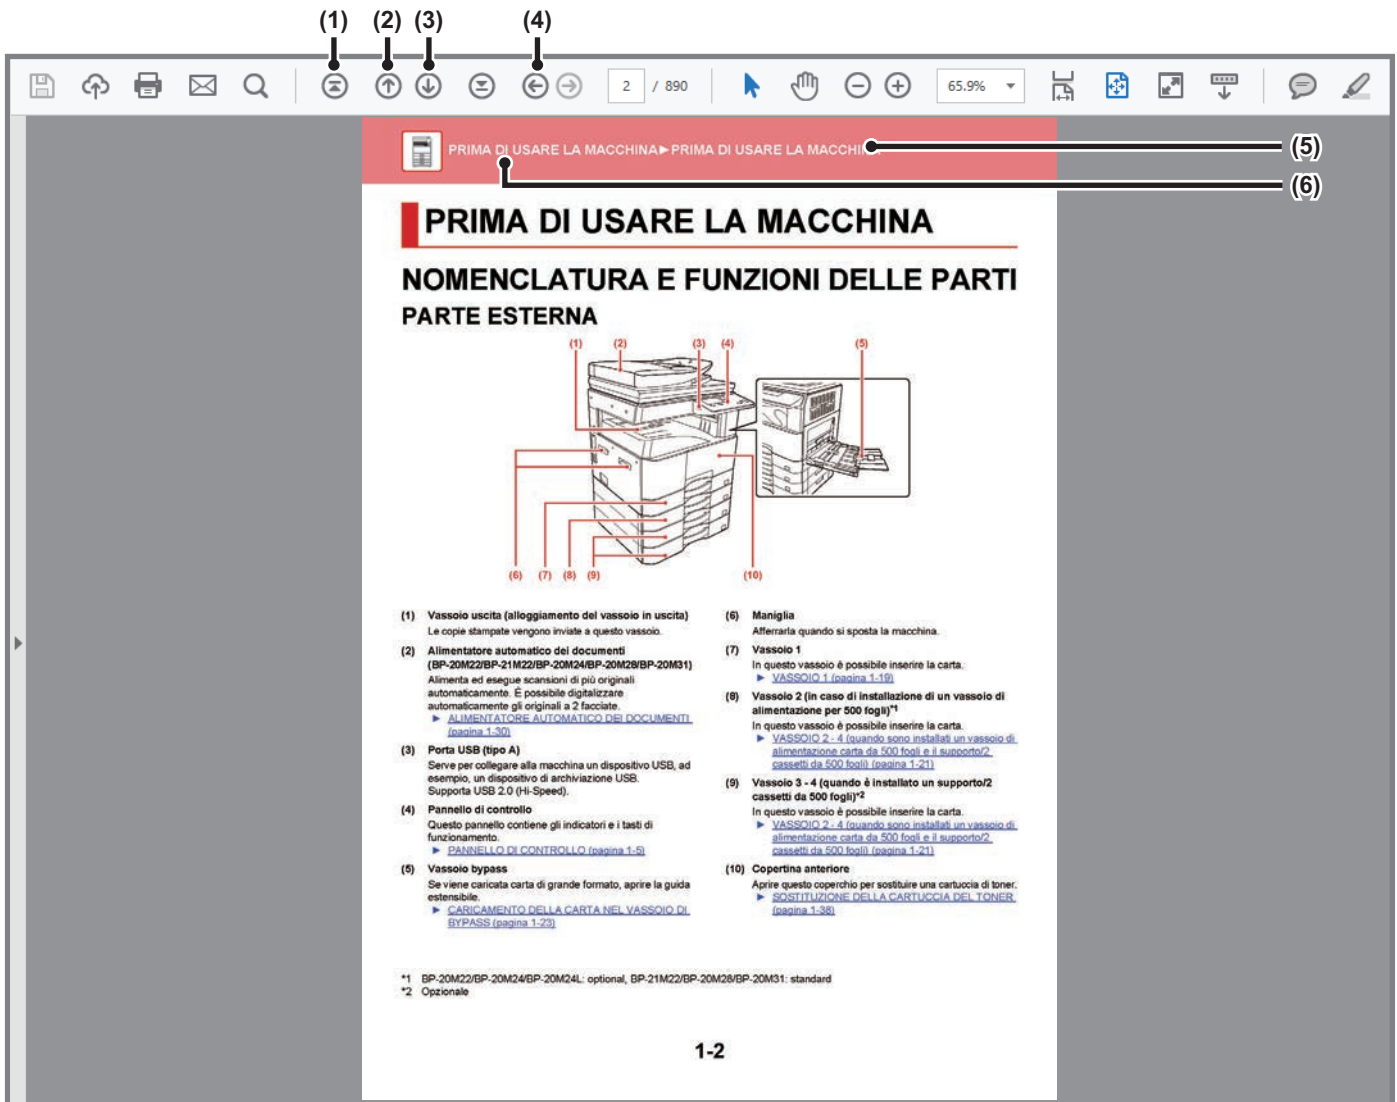 (1) (2) (3) (4)
2 / 890 65.9%
PRIMA DI USARE LA MACCHINA►PRIMA DI USARE LA MACCHINA
(5)
(6)
PRIMA DI USARE LA MACCHINA
NOMENCLATURA E FUNZIONI DELLE PARTI
PARTE ESTERNA
(1) (2) (3) (4) (5)
(6) (7) (8) (9) (10)
(1) Vassoio uscita (alloggiamento del vassoio in uscita)
Le copie stampate vengono inviate a questo vassoio.
(2) Alimentatore automatico dei documenti
(BP-20M22/BP-21M22/BP-20M24/BP-20M28/BP-20M31)
Alimenta ed esegue scansioni di più originali
automaticamente. È possibile digitalizzare
automaticamente gli originali a 2 facciate.
► ALIMENTATORE AUTOMATICO DEI DOCUMENTI
(pagina 1-30)
(3) Porta USB (tipo A)
Serve per collegare alla macchina un dispositivo USB, ad
esempio, un dispositivo di archiviazione USB.
Supporta USB 2.0 (Hi-Speed).
(4) Pannello di controllo
Questo pannello contiene gli indicatori e i tasti di
funzionamento.
► PANNELLO DI CONTROLLO (pagina 1-5)
(5) Vassoio bypass
Se viene caricata carta di grande formato, aprire la guida
estensibile.
► CARICAMENTO DELLA CARTA NEL VASSOIO DI
BYPASS (pagina 1-23)
(6) Maniglia
Afferrarla quando si sposta la macchina.
(7) Vassoio 1
In questo vassoio è possibile inserire la carta.
► VASSOIO 1 (pagina 1-19)
(8) Vassoio 2 (in caso di installazione di un vassoio di
alimentazione per 500 fogli)*1
In questo vassoio è possibile inserire la carta.
► VASSOIO 2 - 4 (quando sono installati un vassoio di
alimentazione carta da 500 fogli e il supporto/2
cassetti da 500 fogli) (pagina 1-21)
(9) Vassoio 3 - 4 (quando è installato un supporto/2
cassetti da 500 fogli)*2
In questo vassoio è possibile inserire la carta.
► VASSOIO 2 - 4 (quando sono installati un vassoio di
alimentazione carta da 500 fogli e il supporto/2
cassetti da 500 fogli) (pagina 1-21)
(10) Copertina anteriore
Aprire questo coperchio per sostituire una cartuccia di toner.
► SOSTITUZIONE DELLA CARTUCCIA DEL TONER
(pagina 1-38)
*1 BP-20M22/BP-20M24/BP-20M24L: optional, BP-21M22/BP-20M28/BP-20M31: standard
*2 Opzionale
1-2